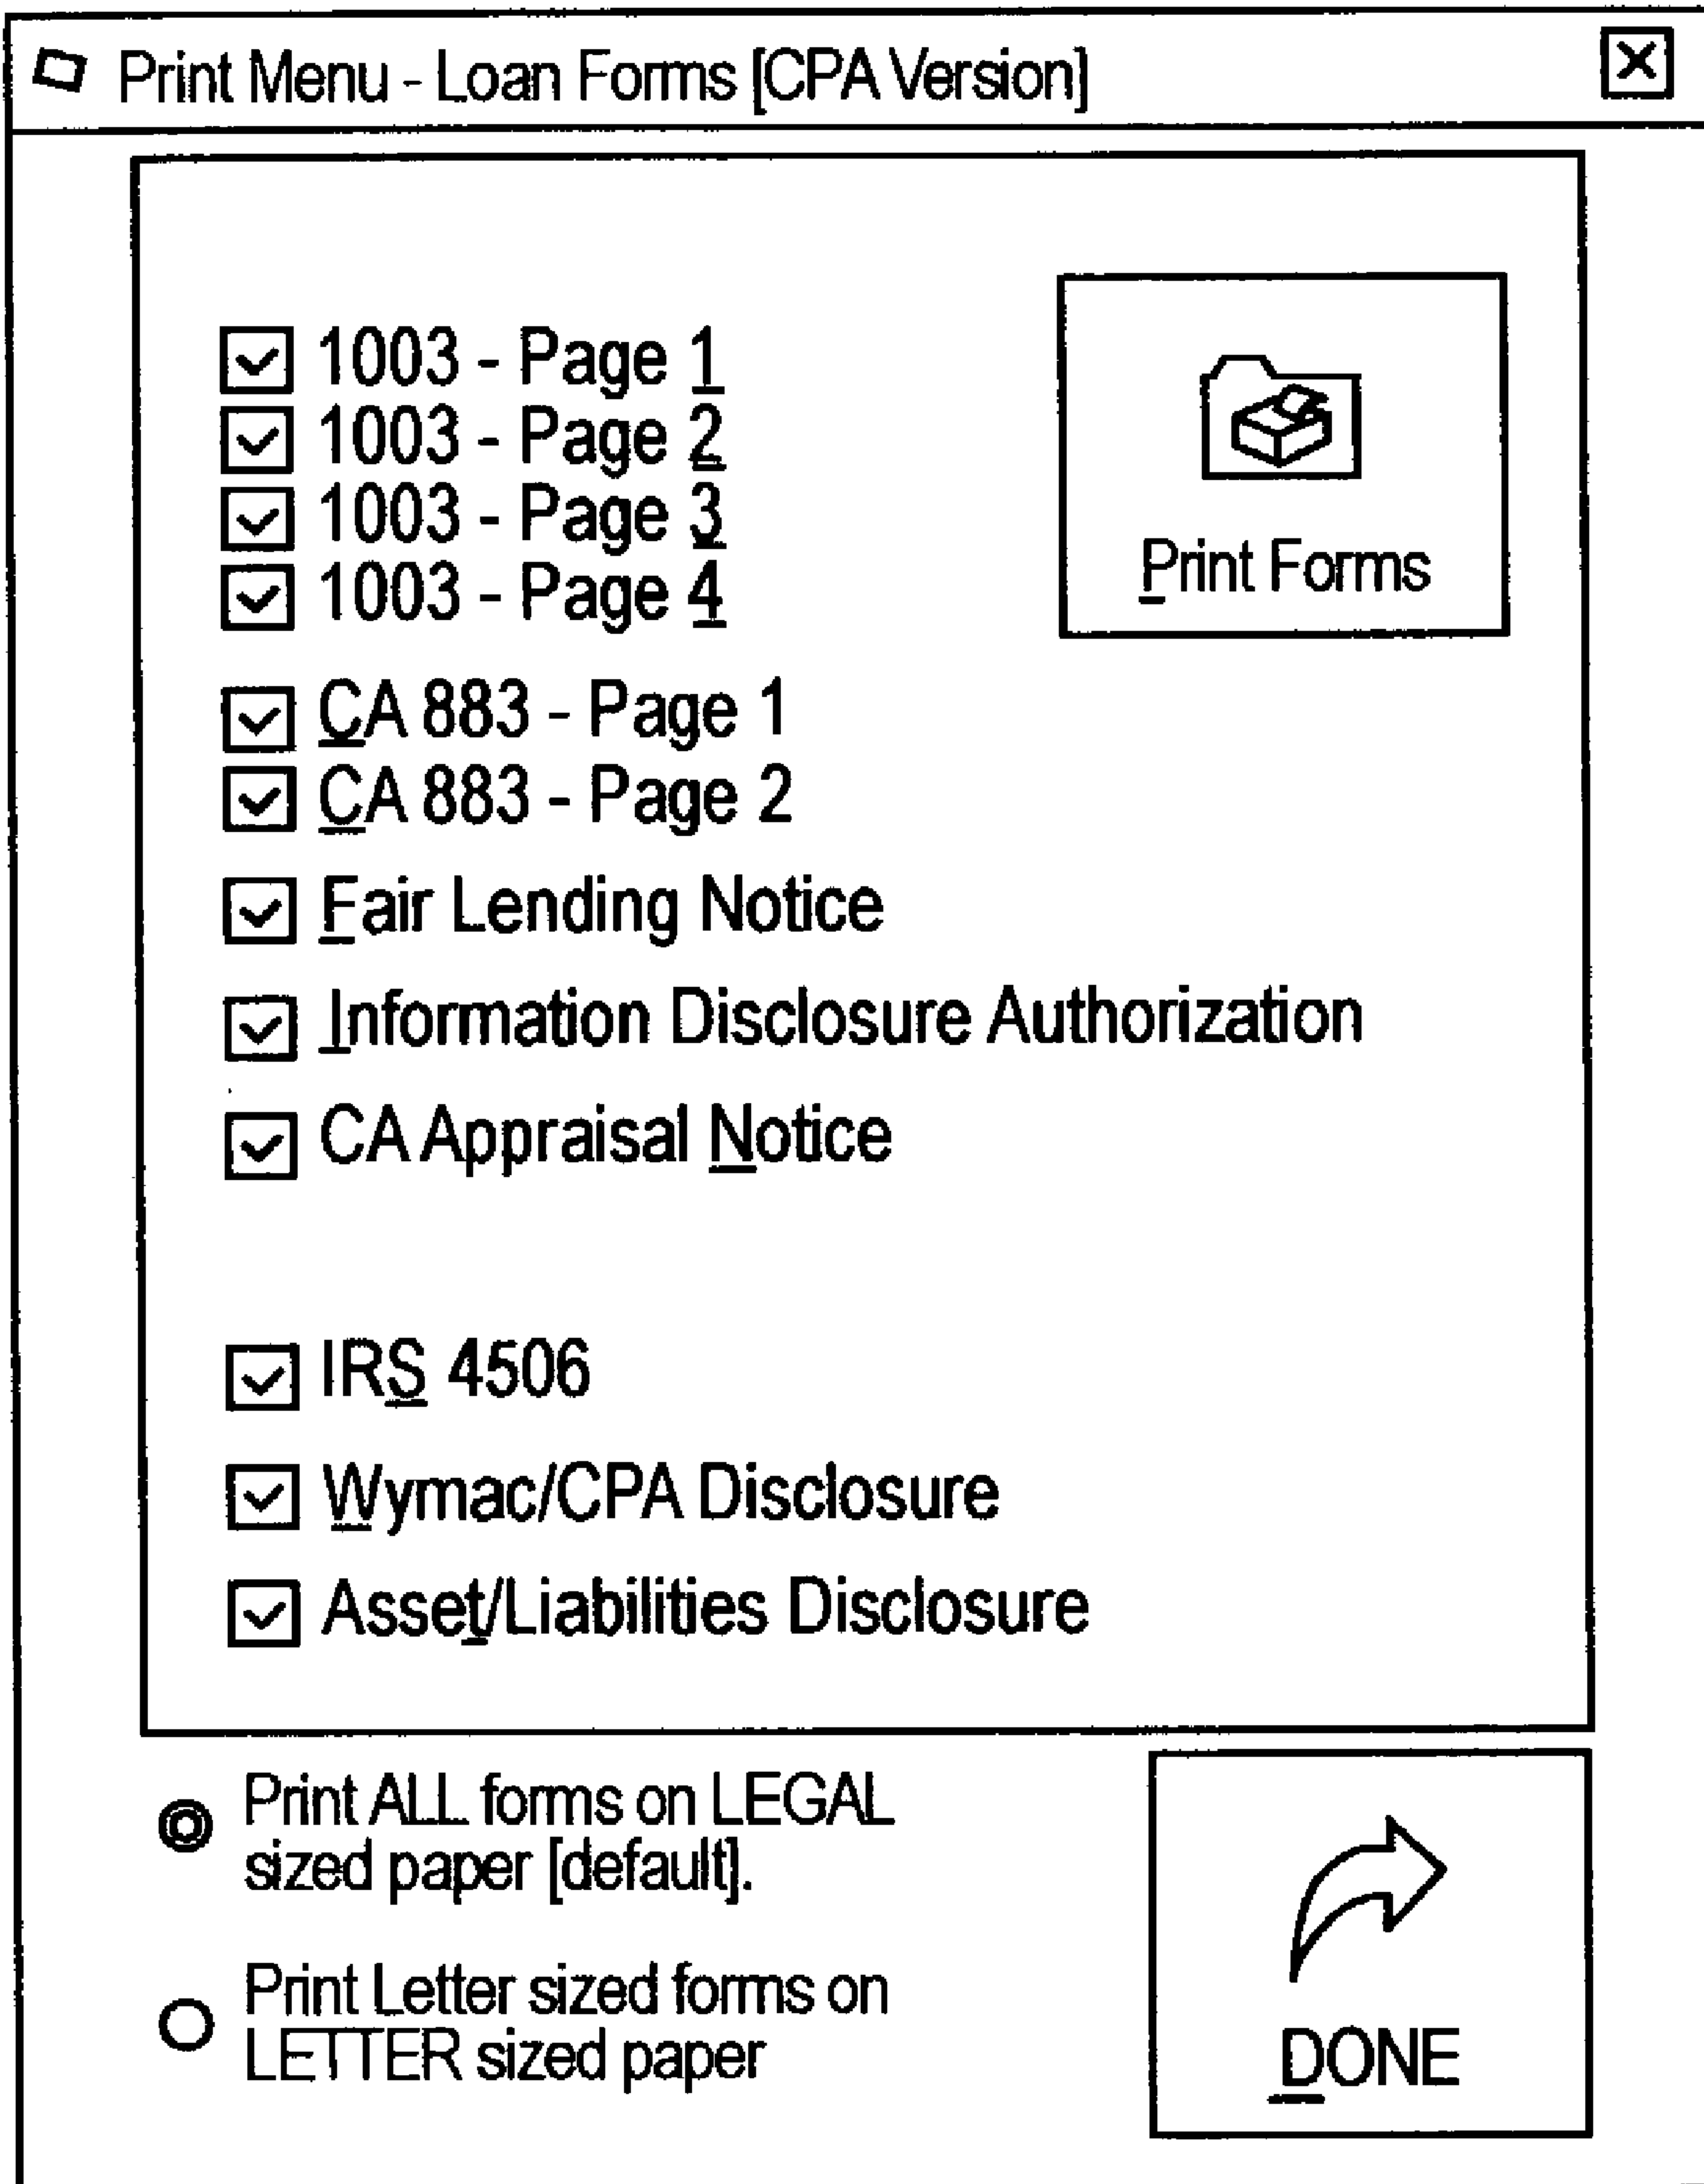 Print Menu - Loan Forms [CPA Version]
1003 - Page 1
1003 - Page 2
1003 - Page 3
1003 - Page 4
Print Forms
CA 883 - Page 1
CA 883 - Page 2
Fair Lending Notice
Information Disclosure Authorization
CA Appraisal Notice
IRS 4506
Wymac/CPA Disclosure
Asset/Liabilities Disclosure
Print ALL forms on LEGAL
sized paper [default].
Print Letter sized forms on
LETTER sized paper
DONE